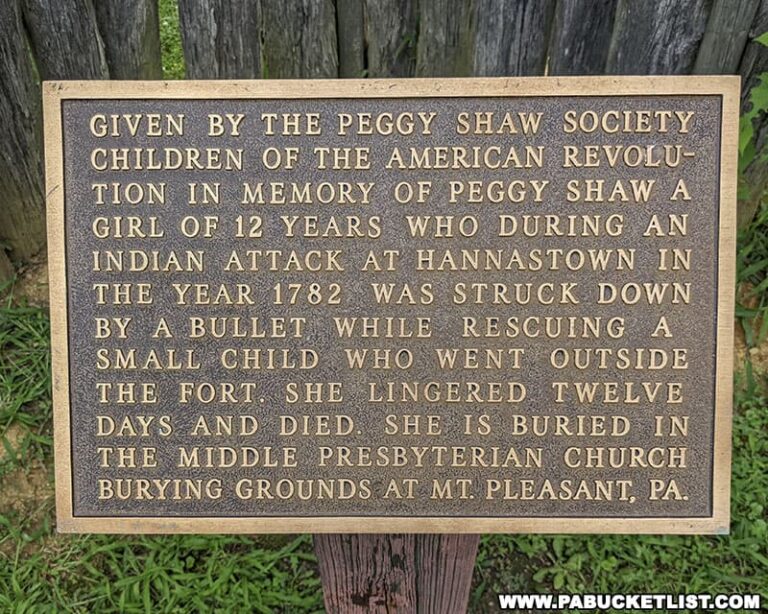 GIVEN BY THE PEGGY SHAW SOCIETY
CHILDREN OF THE AMERICAN REVOLU-
TION IN MEMORY OF PEGGY SHAW A
GIRL OF 12 YEARS WHO DURING AN
INDIAN ATTACK AT HANNASTOWN IN
THE YEAR 1782 WAS STRUCK DOWN
BY A BULLET WHILE RESCUING A
SMALL CHILD WHO WENT OUTSIDE
THE FORT. SHE LINGERED TWELVE
DAYS AND DIED. SHE IS BURIED IN
THE MIDDLE PRESBYTERIAN CHURCH
BURYING GROUNDS AT MT. PLEASANT, PA.
WWW.PABUCKETLIST.COM